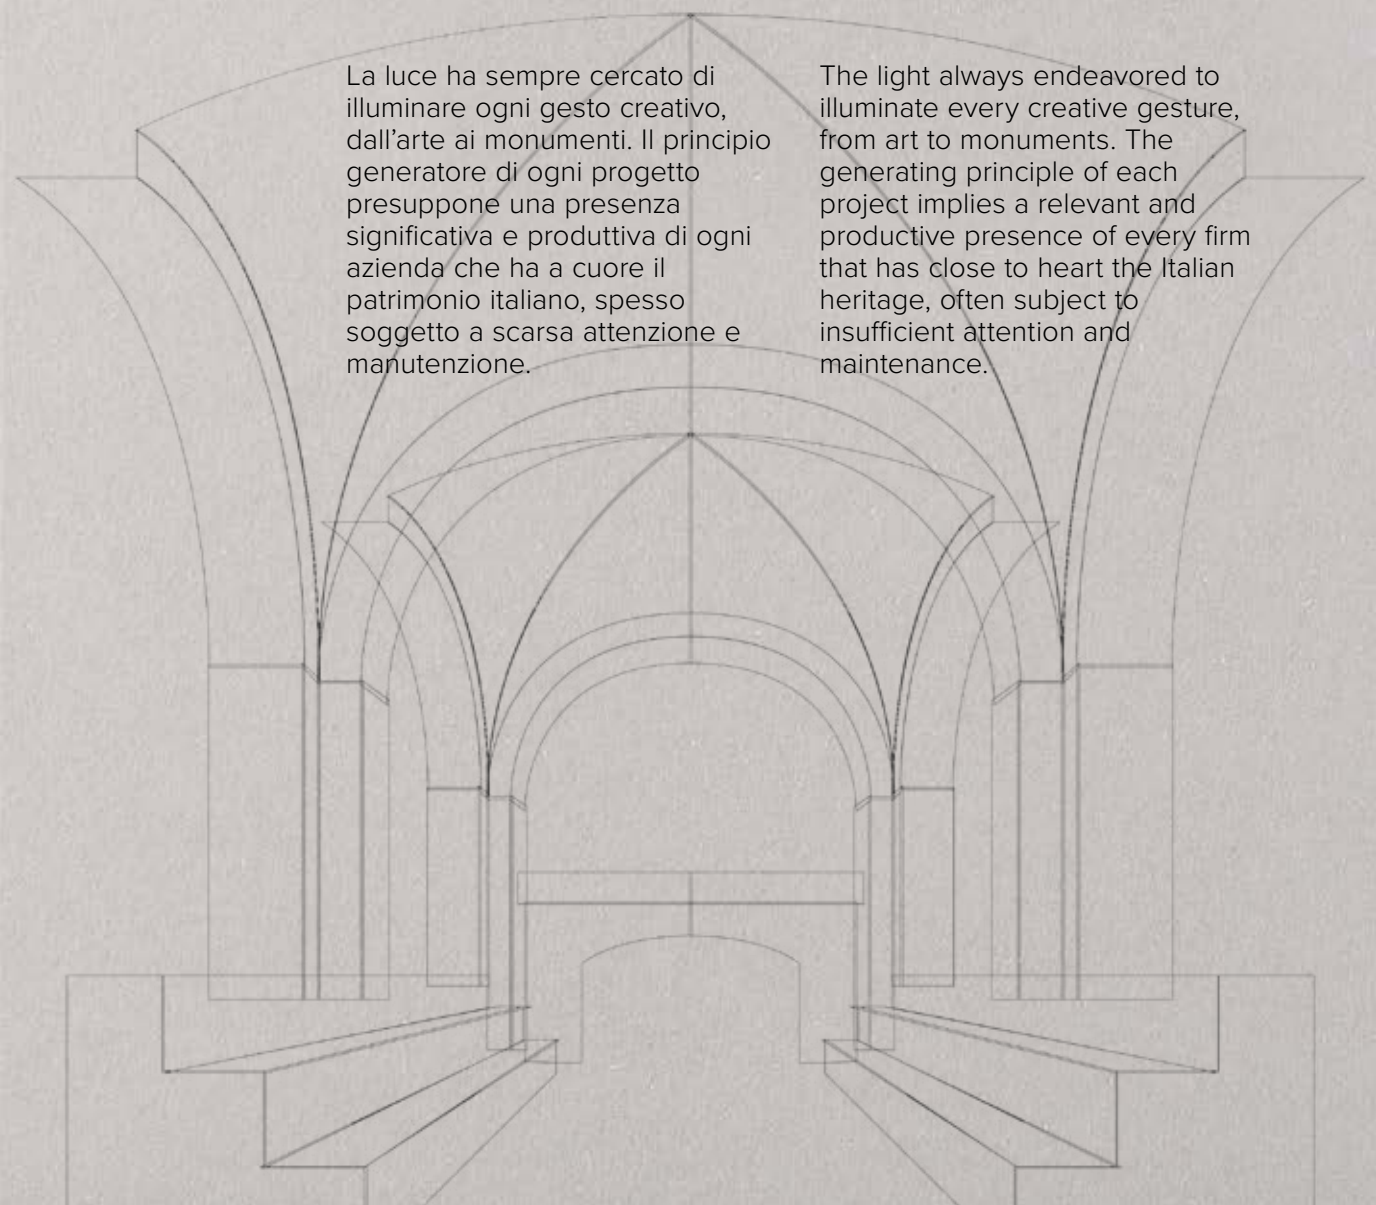 La luce ha sempre cercato di
illuminare ogni gesto creativo,
dall’arte ai monumenti. Il principio
generatore di ogni progetto
presuppone una presenza
significativa e produttiva di ogni
azienda che ha a cuore il
patrimonio italiano, spesso
soggetto a scarsa attenzione e
manutenzione.
The light always endeavored to
illuminate every creative gesture,
from art to monuments. The
generating principle of each
project implies a relevant and
productive presence of every firm
that has close to heart the Italian
heritage, often subject to
insufficient attention and
maintenance.